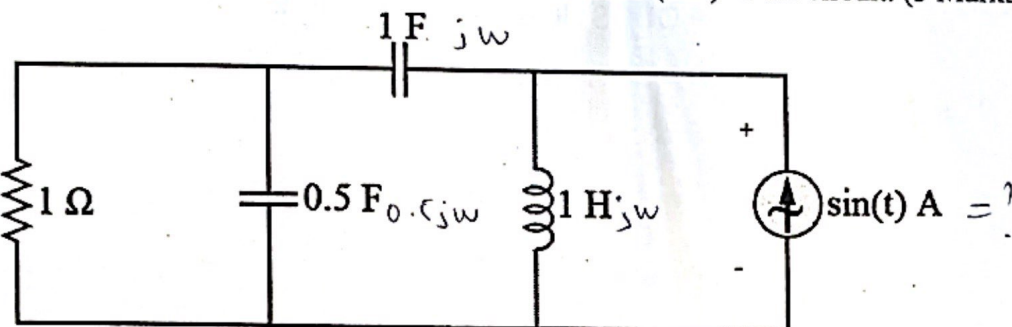 1 F jw
1 Ω
0.5 F 0.5jw
1 H jw
+
sin(t) A = ?
-